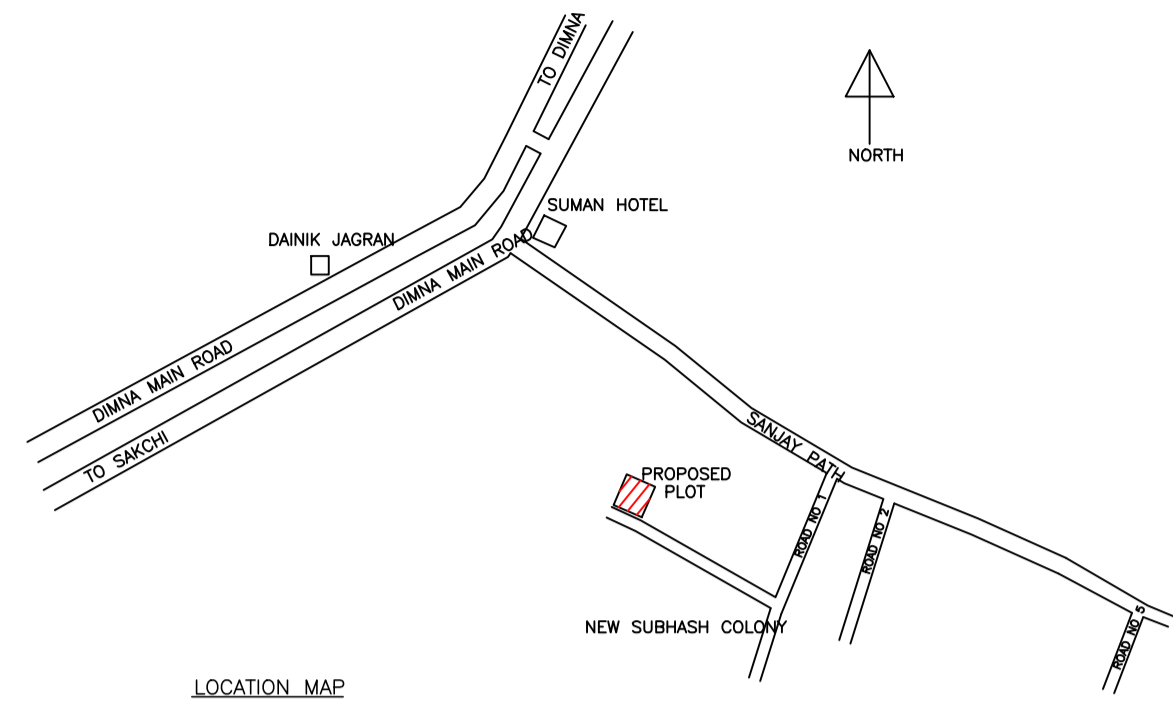 TO DIMNA
NORTH
SUMAN HOTEL
DAINIK JAGRAN
DIMNA MAIN ROAD
DIMNA MAIN ROAD
TO SAKCHI
SANJAY PATH
PROPOSED
PLOT
ROAD NO 1
ROAD NO 2
ROAD NO 5
NEW SUBHASH COLONY
LOCATION MAP